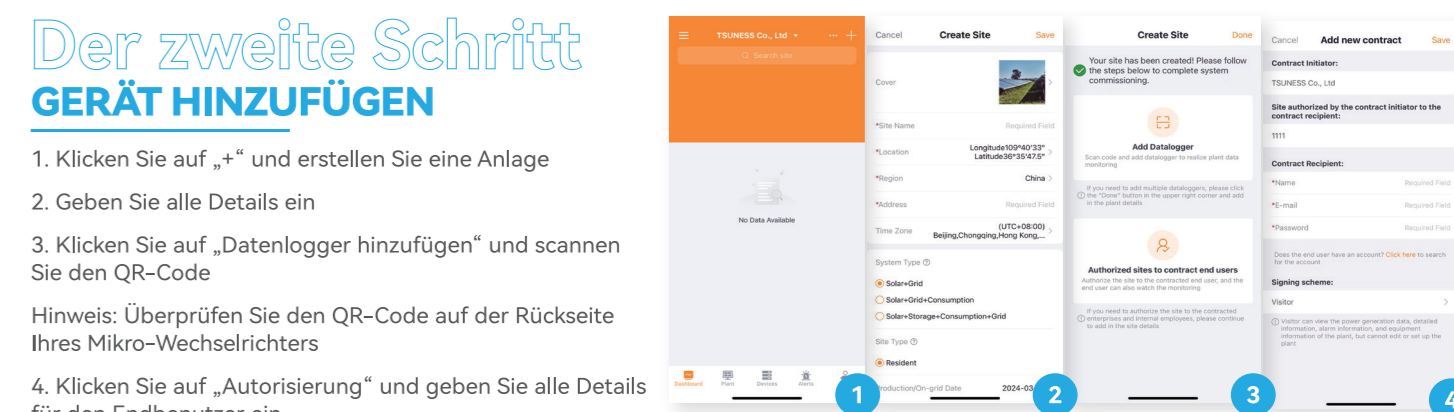 Der zweite Schritt
GERÄT HINZUFÜGEN
1. Klicken Sie auf „+“ und erstellen Sie eine Anlage
2. Geben Sie alle Details ein
3. Klicken Sie auf „Datenlogger hinzufügen“ und scannen
Sie den QR-Code
Hinweis: Überprüfen Sie den QR-Code auf der Rückseite
Ihres Mikro-Wechselrichters
4. Klicken Sie auf „Autorisierung“ und geben Sie alle Details
für den Endbenutzer ein
TSUNESS Co., Ltd
Search site
No Data Available
Dashboard Plant Devices Alerts
1
Cancel Create Site Save
Cover
*Site Name Required Field
*Location Longitude109°40'33"
Latitude36°35'47.5"
*Region China
*Address Required Field
Time Zone (UTC+08:00)
Beijing,Chongqing,Hong Kong,...
System Type
Solar+Grid
Solar+Grid+Consumption
Solar+Storage+Consumption+Grid
Site Type
Resident
Production/On-grid Date 2024-03
2
Create Site Done
Your site has been created! Please follow
the steps below to complete system
commissioning.
Add Datalogger
Scan code and add datalogger to realize plant data
monitoring
If you need to add multiple dataloggers, please click
the "Done" button in the upper right corner and add
in the plant details
Authorized sites to contract end users
Authorize the site to the contracted end user, and the
end user can also watch the monitoring
If you need to authorize the site to the contracted
enterprises and internal employees, please continue
to add in the site details
3
Cancel Add new contract Save
Contract Initiator:
TSUNESS Co., Ltd
Site authorized by the contract initiator to the
contract recipient:
1111
Contract Recipient:
*Name Required Field
*E-mail Required Field
*Password Required Field
Does the end user have an account? Click here to search
for the account
Signing scheme:
Visitor
Visitor can view the power generation data, detailed
information, alarm information, and equipment
information of the plant, but cannot edit or set up the
plant
4